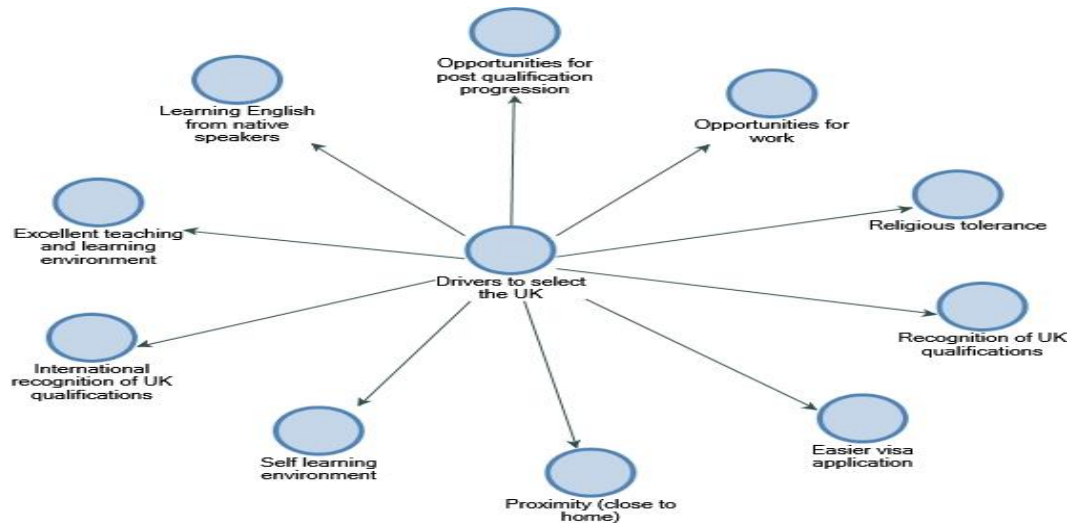 Opportunities for
post qualification
progression
Learning English
from native
speakers
Opportunities for
work
Excellent teaching
and learning
environment
Religious tolerance
Drivers to select
the UK
International
recognition of UK
qualifications
Recognition of UK
qualifications
Self learning
environment
Easier visa
application
Proximity (close to
home)